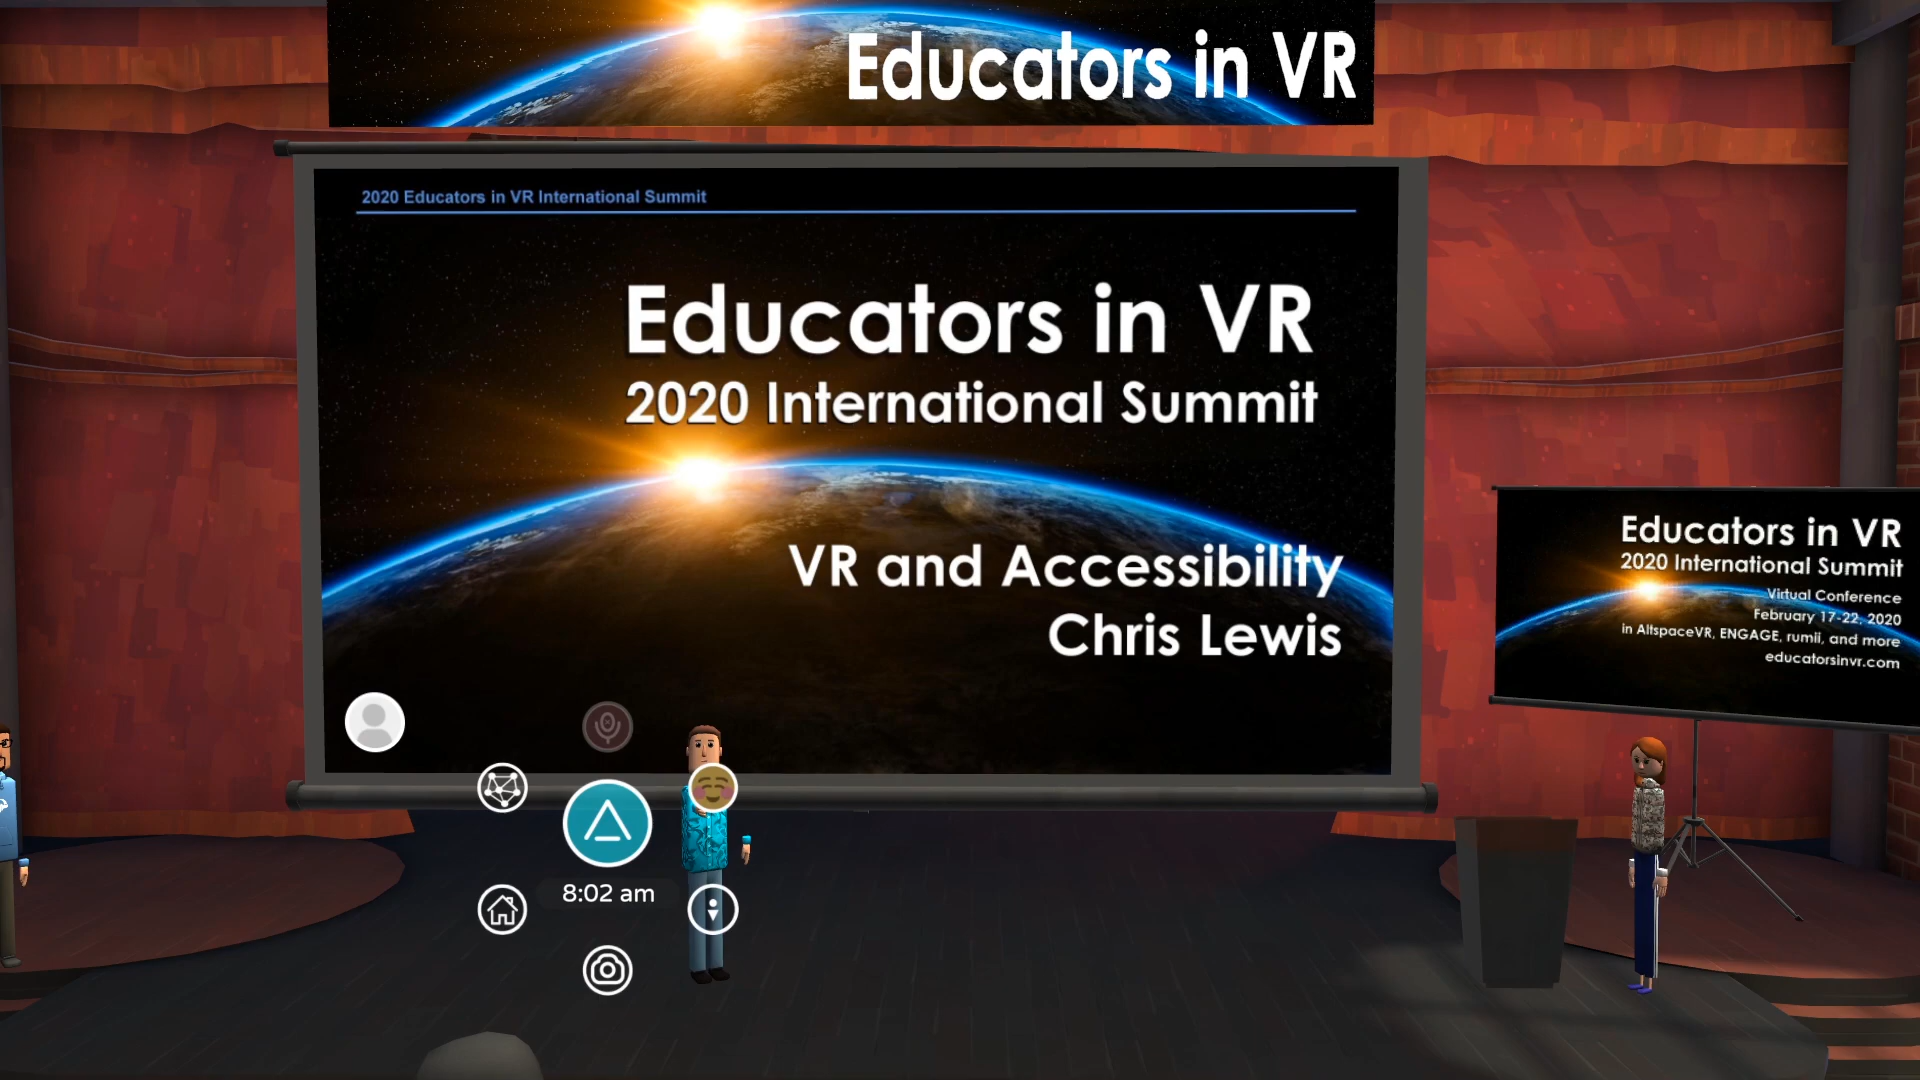 Educators in VR
2020 Educators in VR International Summit
Educators in VR
2020 International Summit
VR and Accessibility
Chris Lewis
Educators in VR
2020 International Summit
Virtual Conference
February 17-22, 2020
in AltspaceVR, ENGAGE, rumii, and more
educatorsinvr.com
8:02 am